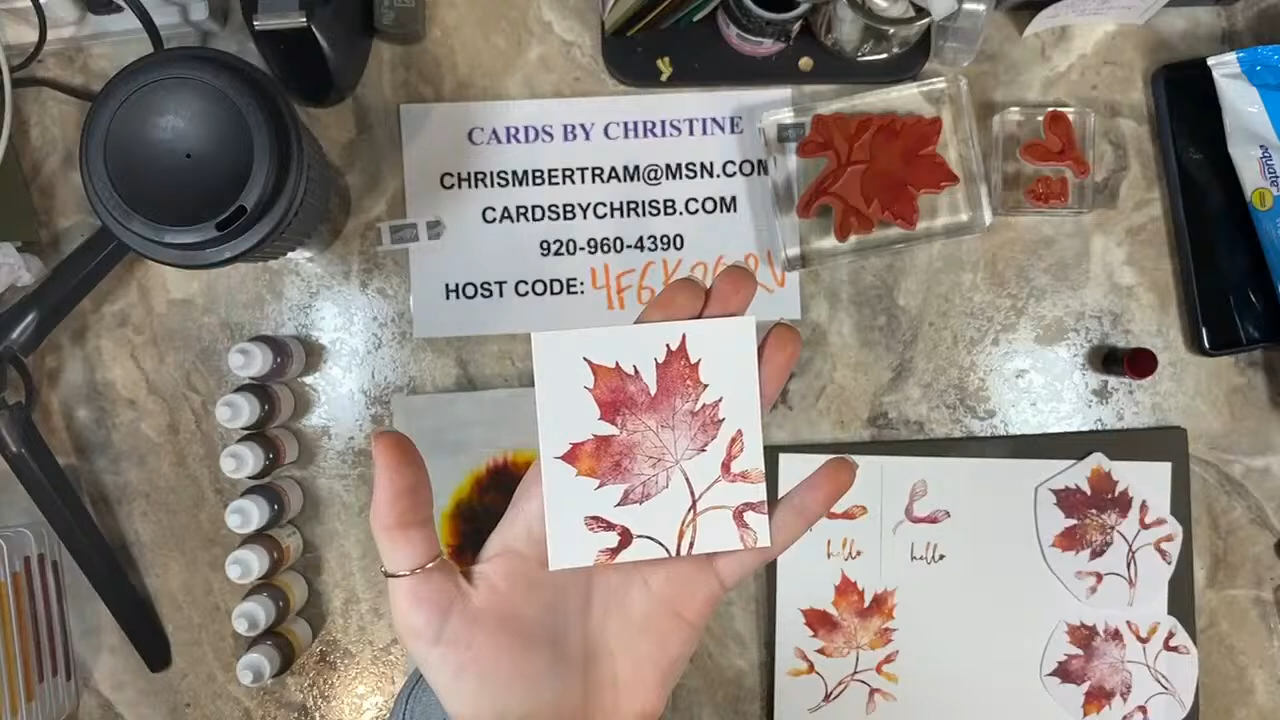 CARDS BY CHRISTINE
CHRISMBERTRAM@MSN.COM
CARDSBYCHRISB.COM
920-960-4390
HOST CODE:
hello
hello